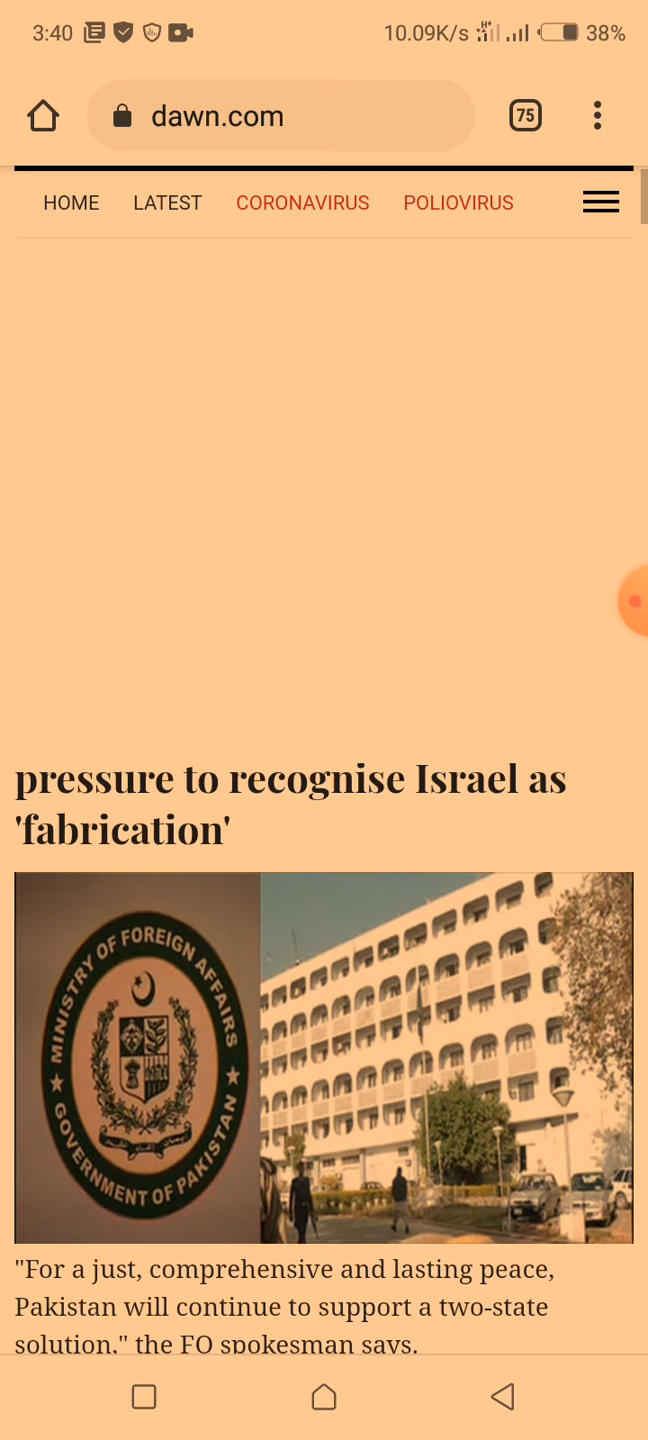 3:40 10.09K/s H+ 38%
dawn.com 75
HOME LATEST CORONAVIRUS POLIOVIRUS
pressure to recognise Israel as
'fabrication'
MINISTRY OF FOREIGN AFFAIRS
GOVERNMENT OF PAKISTAN
"For a just, comprehensive and lasting peace,
Pakistan will continue to support a two-state
solution," the FO spokesman says.